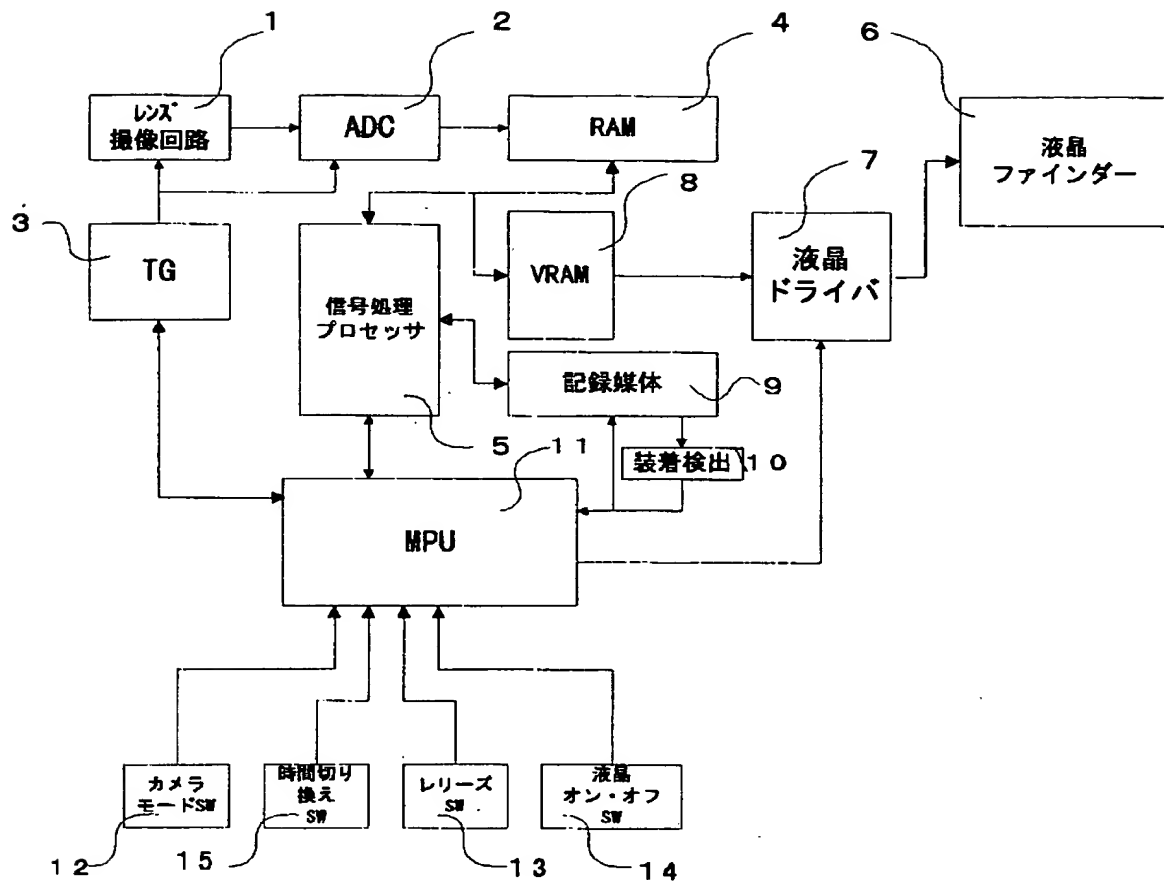 1
2
4
6
レンズ
撮像回路
ADC
RAM
液晶
ファインダー
3
7
8
TG
信号処理
プロセッサ
VRAM
液晶
ドライバ
記録媒体
9
5
11
装着検出
10
MPU
カメラ
モードSW
時間切り
換え
SW
レリーズ
SW
液晶
オン・オフ
SW
12
15
13
14